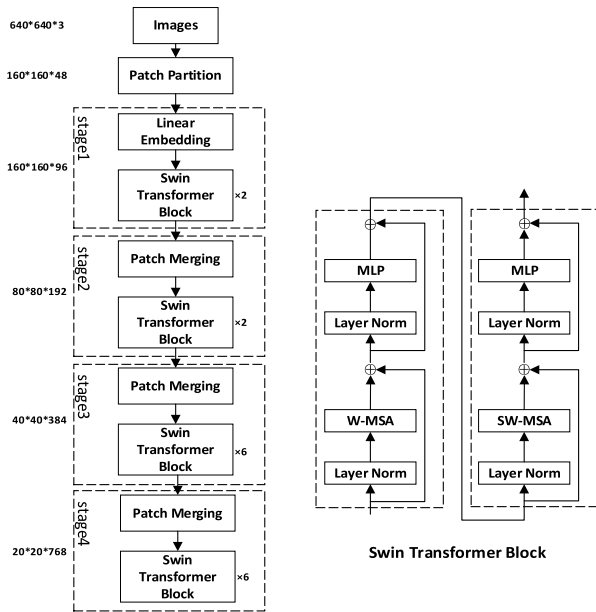 640*640*3
Images
160*160*48
Patch Partition
stage1
Linear
Embedding
160*160*96
Swin
Transformer
Block
×2
stage2
Patch Merging
80*80*192
Swin
Transformer
Block
×2
stage3
Patch Merging
40*40*384
Swin
Transformer
Block
×6
stage4
Patch Merging
20*20*768
Swin
Transformer
Block
×6
MLP
Layer Norm
W-MSA
Layer Norm
MLP
Layer Norm
SW-MSA
Layer Norm
Swin Transformer Block